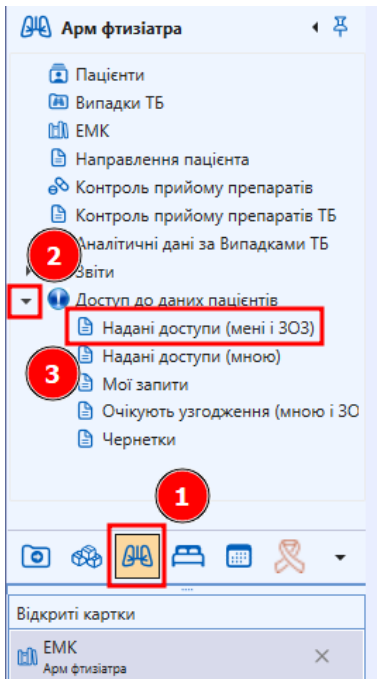 Арм фтизіатра
Пацієнти
Випадки ТБ
ЕМК
Направлення пацієнта
Контроль прийому препаратів
Контроль прийому препаратів ТБ
2
Аналітичні дані за Випадками ТБ
Звіти
Доступ до даних пацієнтів
Надані доступи (мені і ЗОЗ)
Надані доступи (мною)
3
Мої запити
Очікують узгодження (мною і ЗО
Чернетки
1
Відкриті картки
ЕМК
Арм фтизіатра